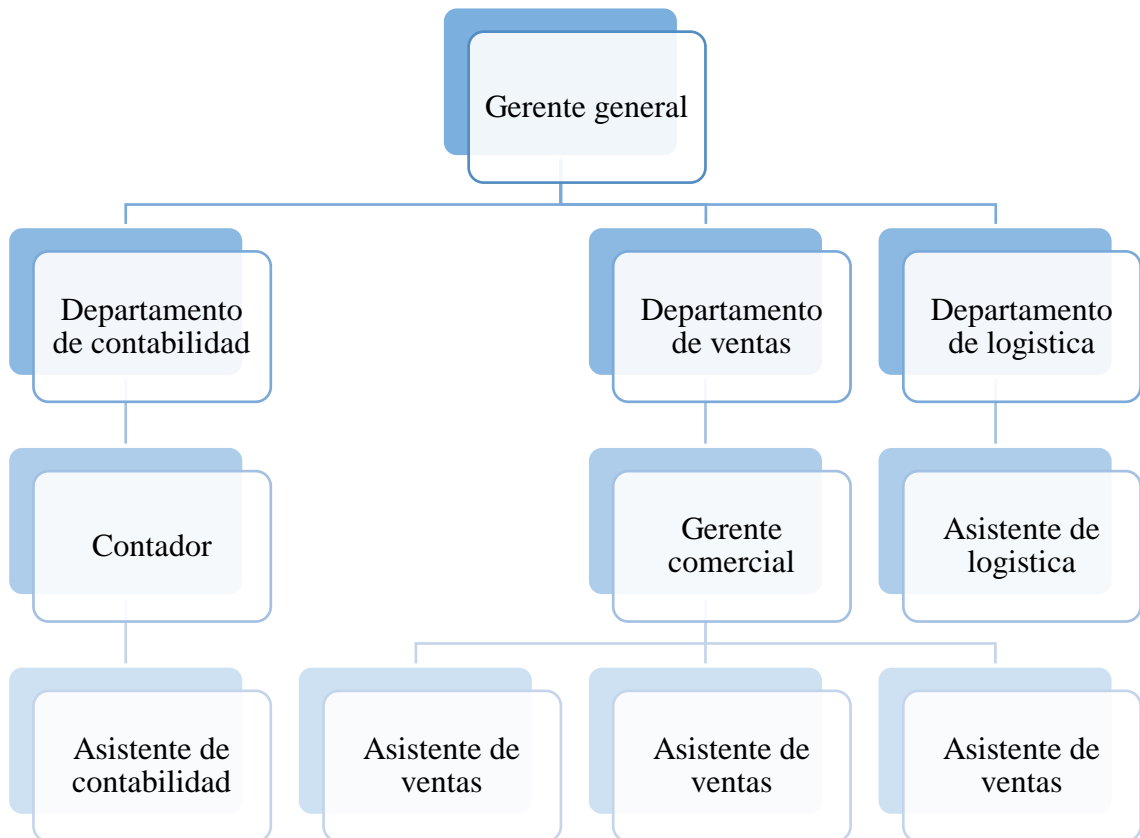 Gerente general
Departamento
de contabilidad
Departamento
de ventas
Departamento
de logistica
Contador
Gerente
comercial
Asistente de
logistica
Asistente de
contabilidad
Asistente de
ventas
Asistente de
ventas
Asistente de
ventas